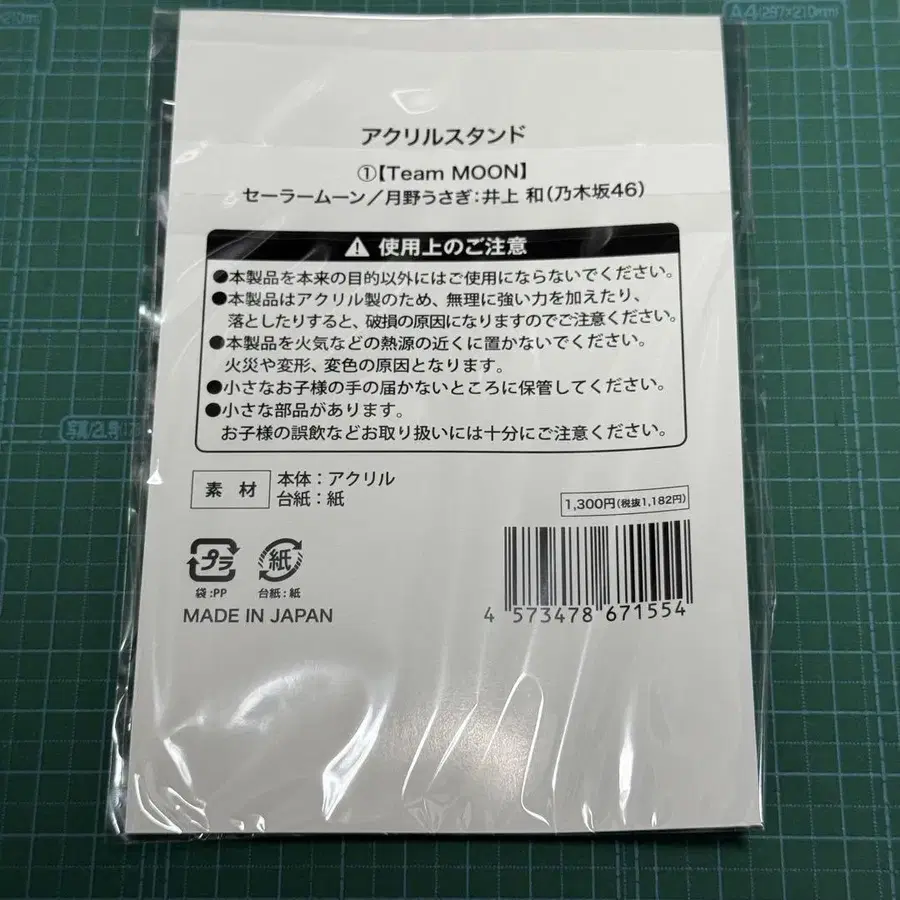 A4(297×210mm)
アクリルスタンド
①【Team MOON】
セーラームーン／月野うさぎ：井上 和（乃木坂46）
⚠ 使用上のご注意
●本製品を本来の目的以外にはご使用にならないでください。
●本製品はアクリル製のため、無理に強い力を加えたり、
落としたりすると、破損の原因になりますのでご注意ください。
●本製品を火気などの熱源の近くに置かないでください。
火災や変形、変色の原因となります。
●小さなお子様の手の届かないところに保管してください。
●小さな部品があります。
お子様の誤飲などお取り扱いには十分にご注意ください。
素 材
本体：アクリル
台紙：紙
1,300円（税抜1,182円）
プラ
紙
袋：PP
台紙：紙
MADE IN JAPAN
4 573478 671554